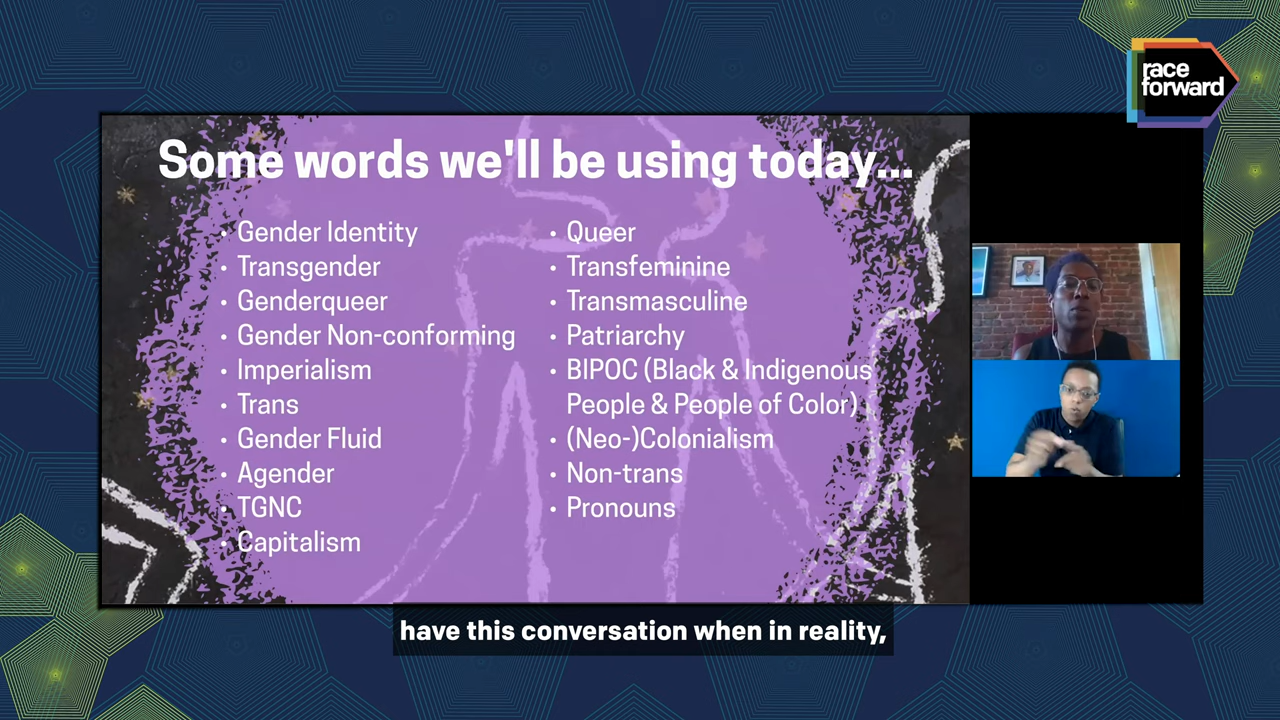 race
forward
Some words we'll be using today...
• Gender Identity
• Transgender
• Genderqueer
• Gender Non-conforming
• Imperialism
• Trans
• Gender Fluid
• Agender
• TGNC
• Capitalism
• Queer
• Transfeminine
• Transmasculine
• Patriarchy
• BIPOC (Black & Indigenous
People & People of Color)
• (Neo-)Colonialism
• Non-trans
• Pronouns
have this conversation when in reality,